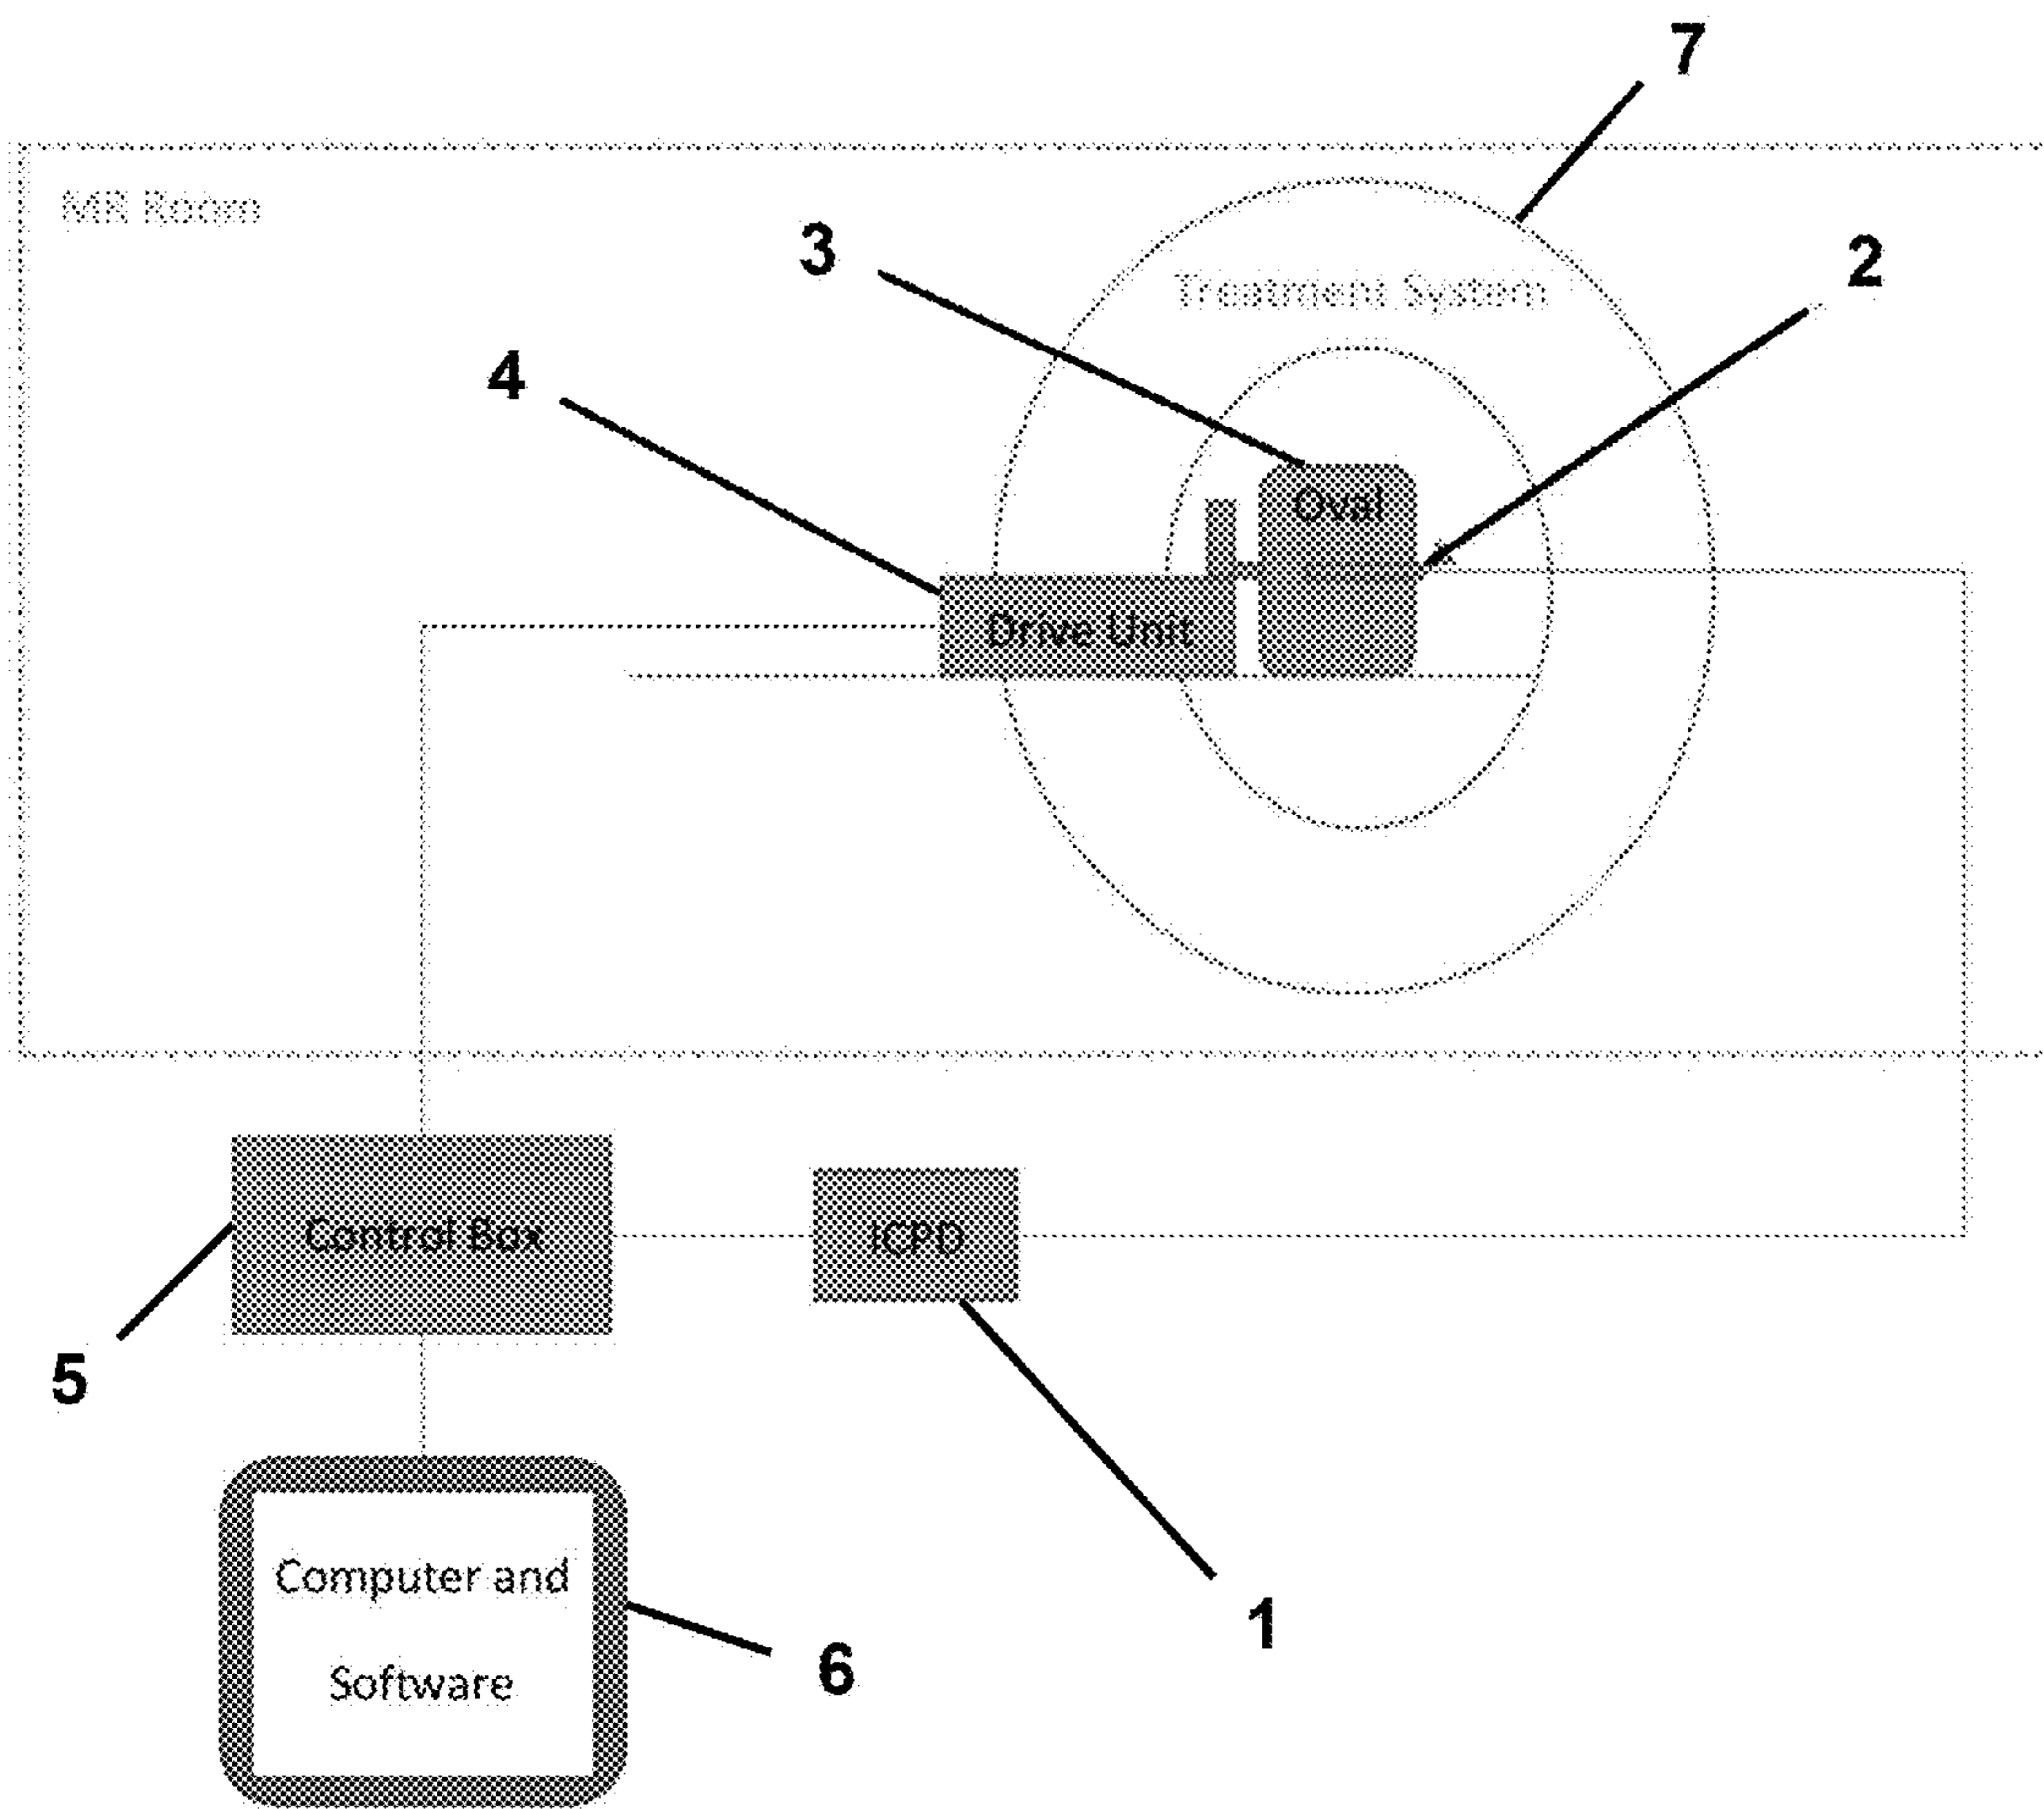 7
MR Room
3
2
Treatment System
4
Oval
Drive Unit
Control Box
ICPD
5
Computer and
Software
1
6